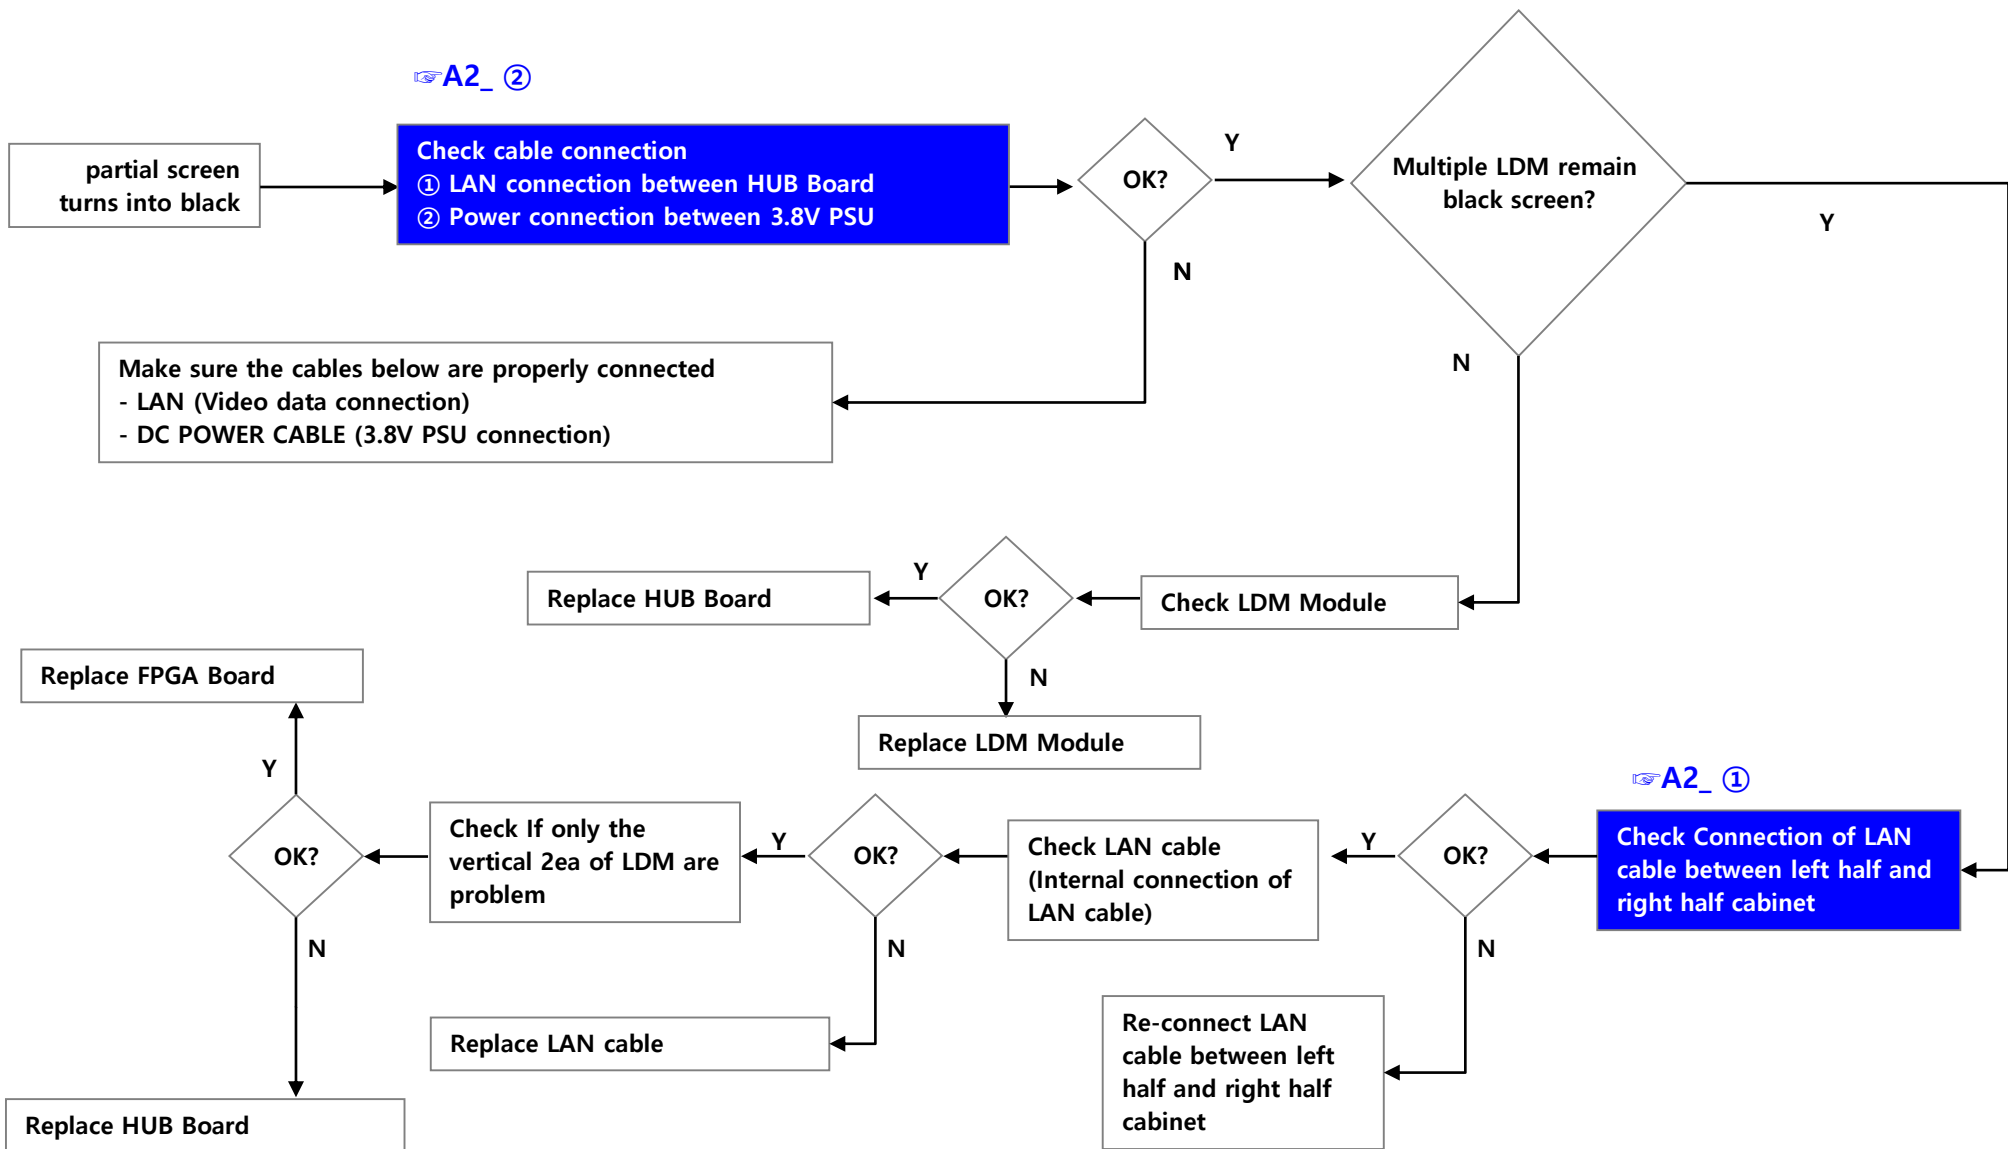 ☞A2_ ②
partial screen
turns into black
Check cable connection
① LAN connection between HUB Board
② Power connection between 3.8V PSU
OK?
Y
N
Multiple LDM remain
black screen?
Y
N
Make sure the cables below are properly connected
- LAN (Video data connection)
- DC POWER CABLE (3.8V PSU connection)
Replace HUB Board
Y
OK?
N
Check LDM Module
Replace LDM Module
Replace FPGA Board
☞A2_ ①
Check Connection of LAN
cable between left half and
right half cabinet
OK?
Y
N
Check LAN cable
(Internal connection of
LAN cable)
OK?
Y
N
Check If only the
vertical 2ea of LDM are
problem
OK?
Y
N
Replace LAN cable
Re-connect LAN
cable between left
half and right half
cabinet
Replace HUB Board